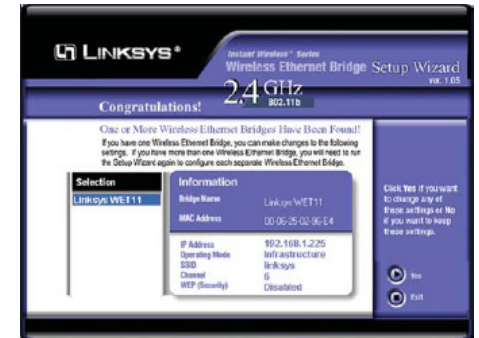 LINKSYS®
Instant Wireless™ Series
Wireless Ethernet Bridge Setup Wizard
ver. 1.05
2.4 GHz
802.11b
Congratulations!
One or More Wireless Ethernet Bridges Have Been Found!
If you have one Wireless Ethernet Bridge, you can make changes to the following
settings. If you have more than one Wireless Ethernet Bridge, you will need to run
the Setup Wizard again to configure each separate Wireless Ethernet Bridge.
Selection
Linksys WET11
Information
Bridge Name Linksys WET11
MAC Address 00-06-25-02-96-E4
IP Address 192.168.1.225
Operating Mode Infrastructure
SSID linksys
Channel 6
WEP (Security) Disabled
Click Yes if you want
to change any of
these settings or No
if you want to keep
these settings.
Yes
Exit